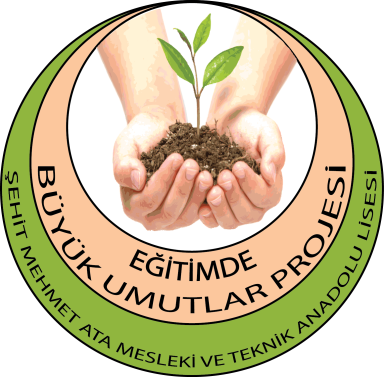 EĞİTİMDE
BÜYÜK UMUTLAR PROJESİ
ŞEHİT MEHMET ATA MESLEKİ VE TEKNİK ANADOLU LİSESİ